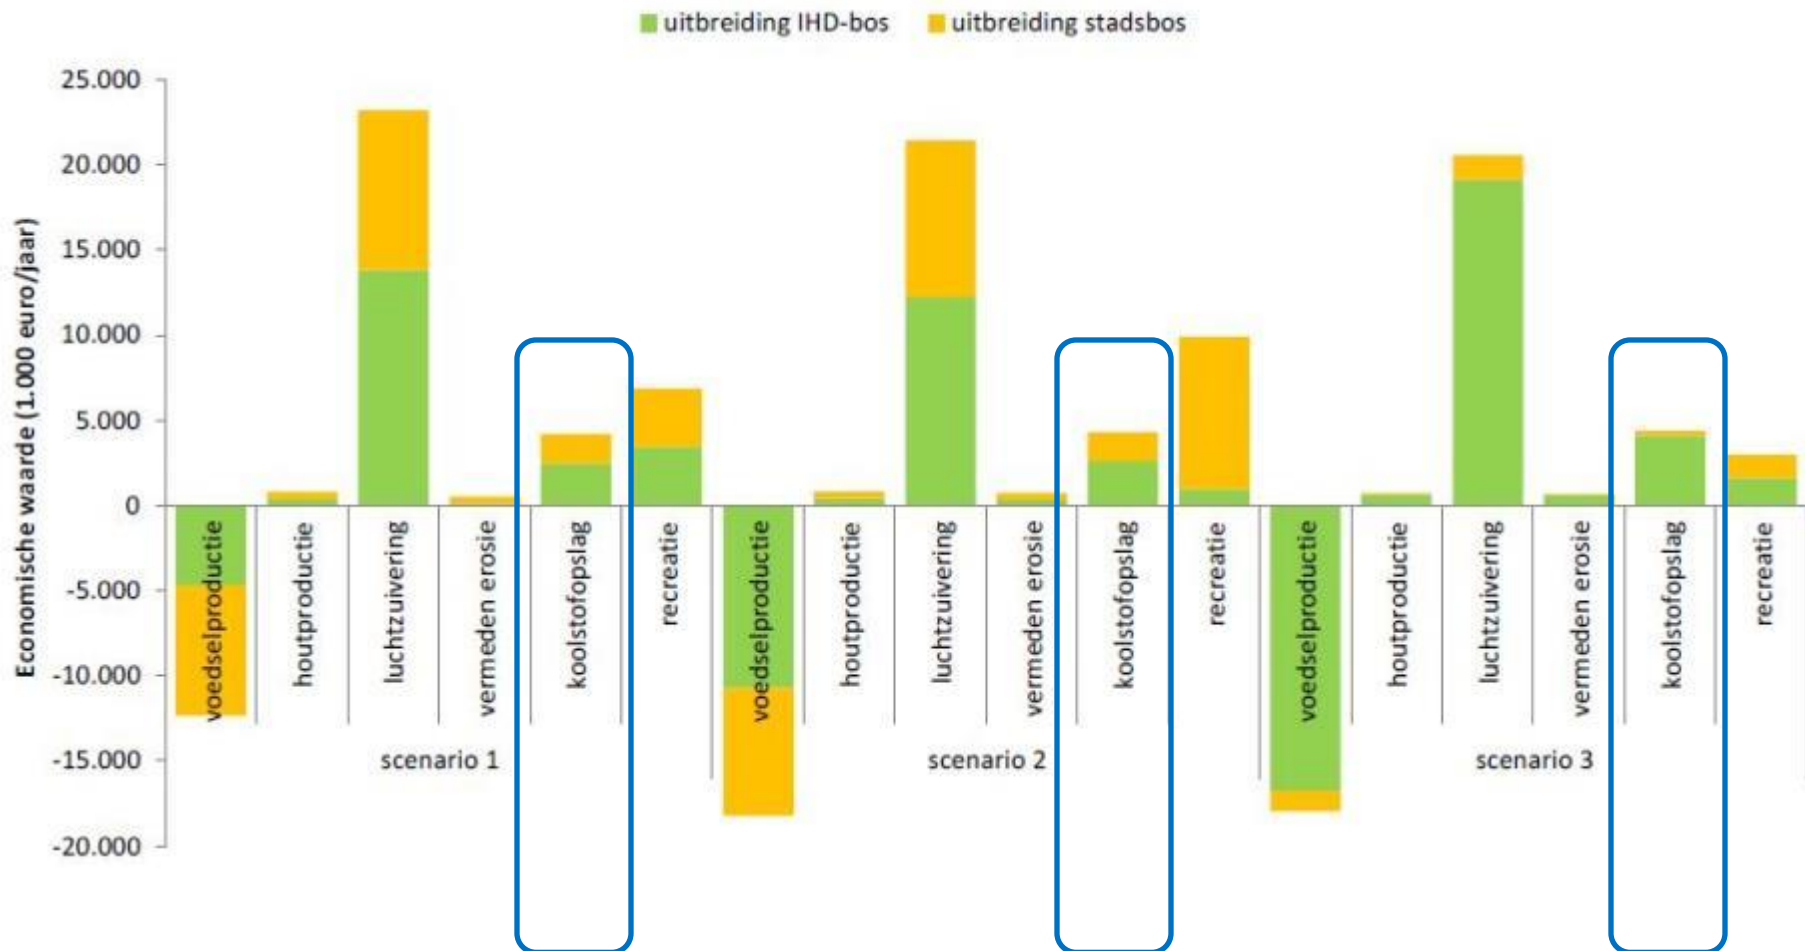 uitbreiding IHD-bos
uitbreiding stadsbos
Economische waarde (1.000 euro/jaar)
25.000
20.000
15.000
10.000
5.000
0
-5.000
-10.000
-15.000
-20.000
voedselproductie
houtproductie
luchtzuivering
vermeden erosie
koolstofopslag
recreatie
voedselproductie
houtproductie
luchtzuivering
vermeden erosie
koolstofopslag
recreatie
voedselproductie
houtproductie
luchtzuivering
vermeden erosie
koolstofopslag
recreatie
scenario 1
scenario 2
scenario 3